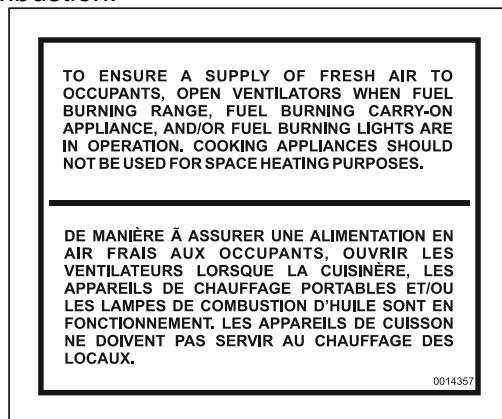 TO ENSURE A SUPPLY OF FRESH AIR TO
OCCUPANTS, OPEN VENTILATORS WHEN FUEL
BURNING RANGE, FUEL BURNING CARRY-ON
APPLIANCE, AND/OR FUEL BURNING LIGHTS ARE
IN OPERATION. COOKING APPLIANCES SHOULD
NOT BE USED FOR SPACE HEATING PURPOSES.
DE MANIÈRE Ã ASSURER UNE ALIMENTATION EN
AIR FRAIS AUX OCCUPANTS, OUVRIR LES
VENTILATEURS LORSQUE LA CUISINÈRE, LES
APPAREILS DE CHAUFFAGE PORTABLES ET/OU
LES LAMPES DE COMBUSTION D'HUILE SONT EN
FONCTIONNEMENT. LES APPAREILS DE CUISSON
NE DOIVENT PAS SERVIR AU CHAUFFAGE DES
LOCAUX.
0014357